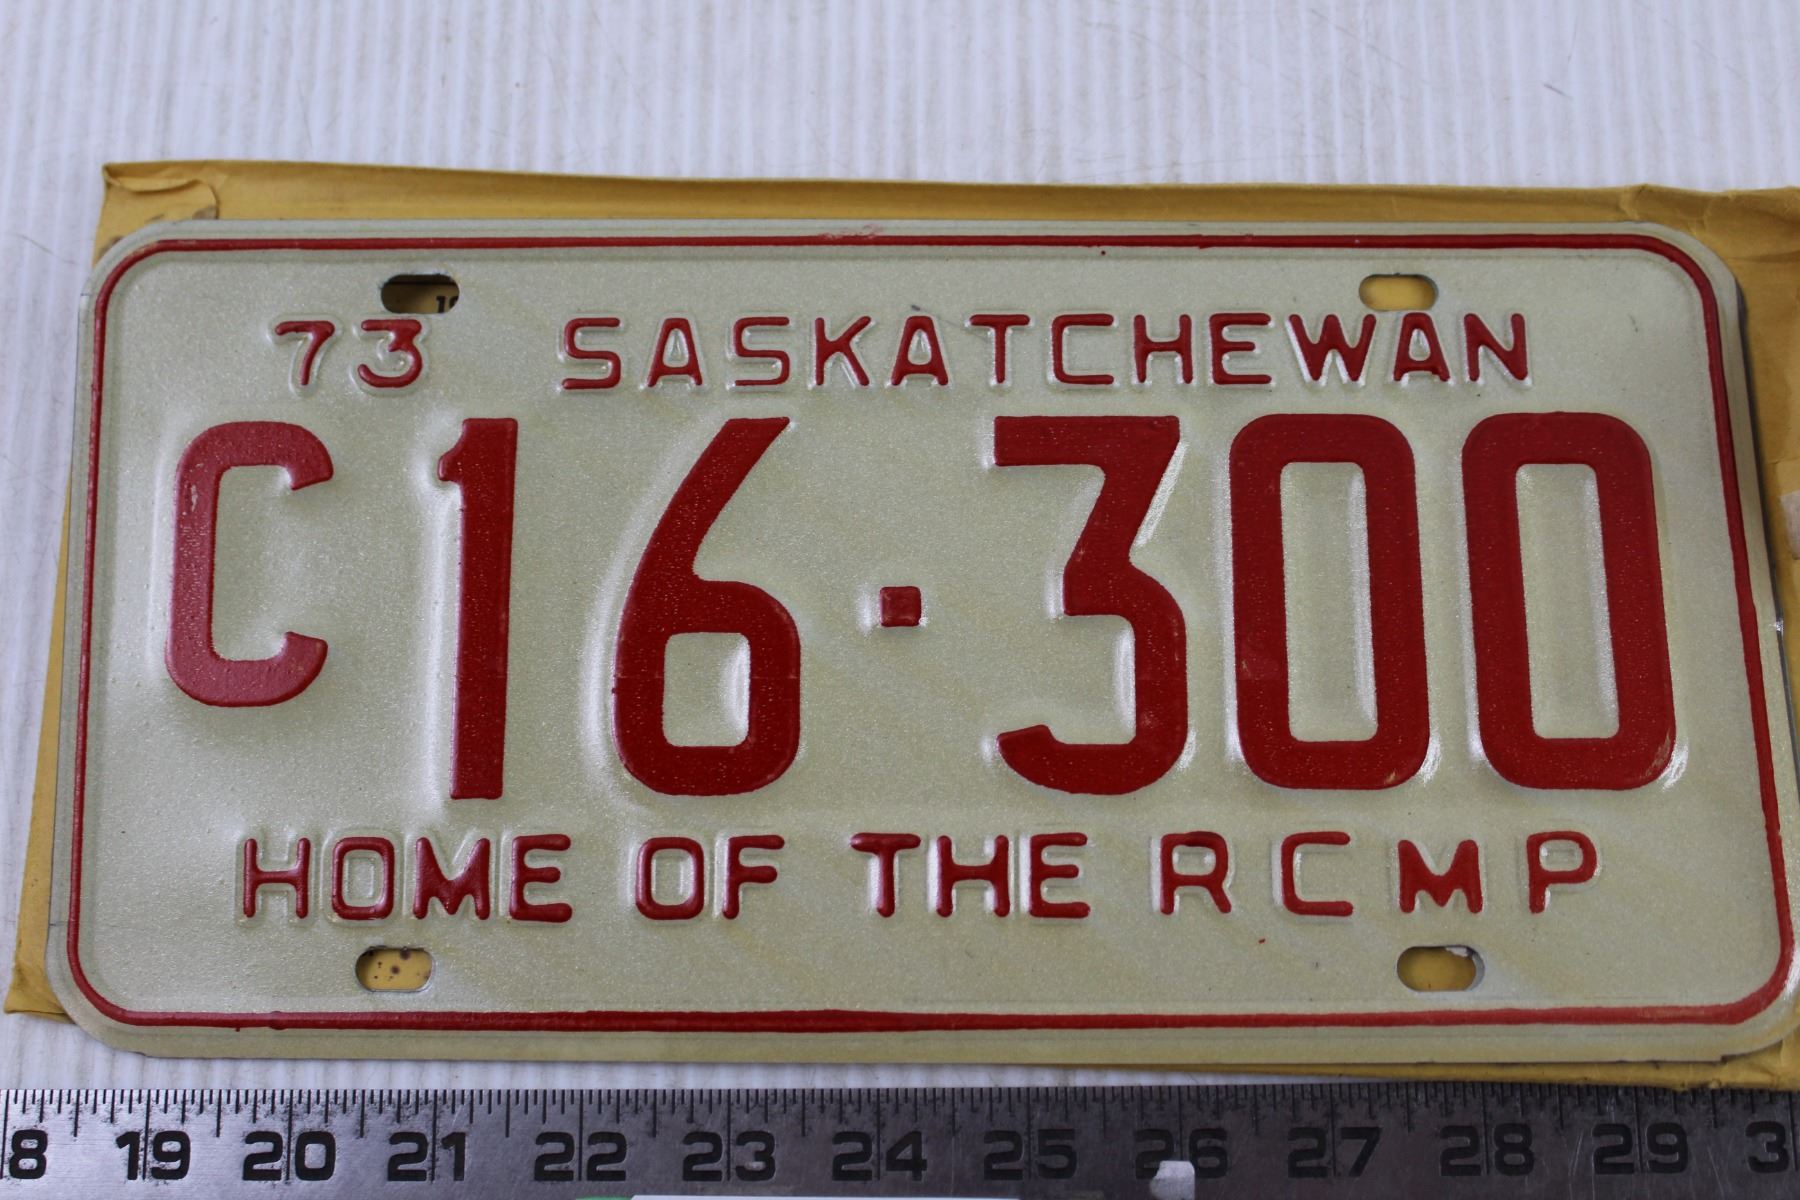 73 SASKATCHEWAN
C16·300
HOME OF THE RCMP
19 20 21 22 23 24 25 26 27 28 29